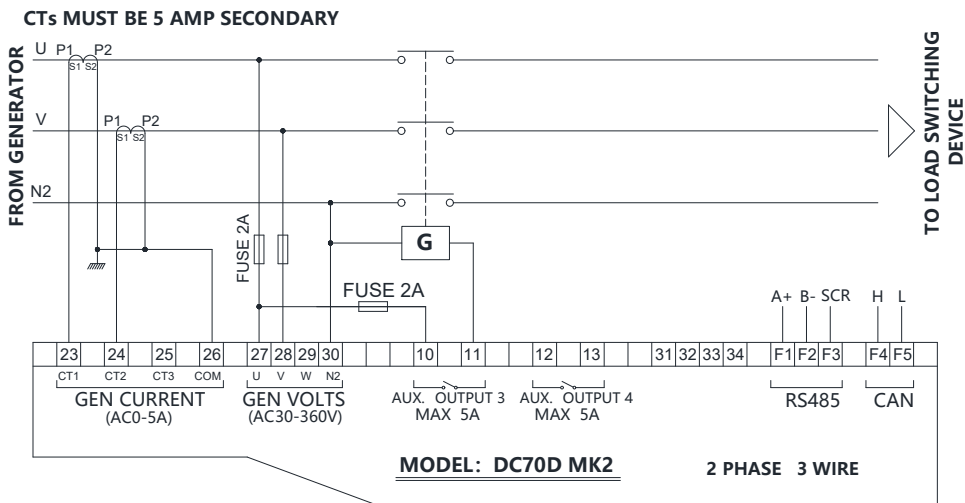 CTs MUST BE 5 AMP SECONDARY
FROM GENERATOR
U P1 P2
S1 S2
V P1 P2
S1 S2
N2
TO LOAD SWITCHING
DEVICE
G
FUSE 2A
FUSE 2A
A+ B- SCR H L
23 24 25 26 27 28 29 30 10 11 12 13 31 32 33 34 F1 F2 F3 F4 F5
CT1 CT2 CT3 COM U V W N2
GEN CURRENT
(AC0-5A)
GEN VOLTS
(AC30-360V)
AUX. OUTPUT 3
MAX 5A
AUX. OUTPUT 4
MAX 5A
RS485
CAN
MODEL: DC70D MK2
2 PHASE 3 WIRE